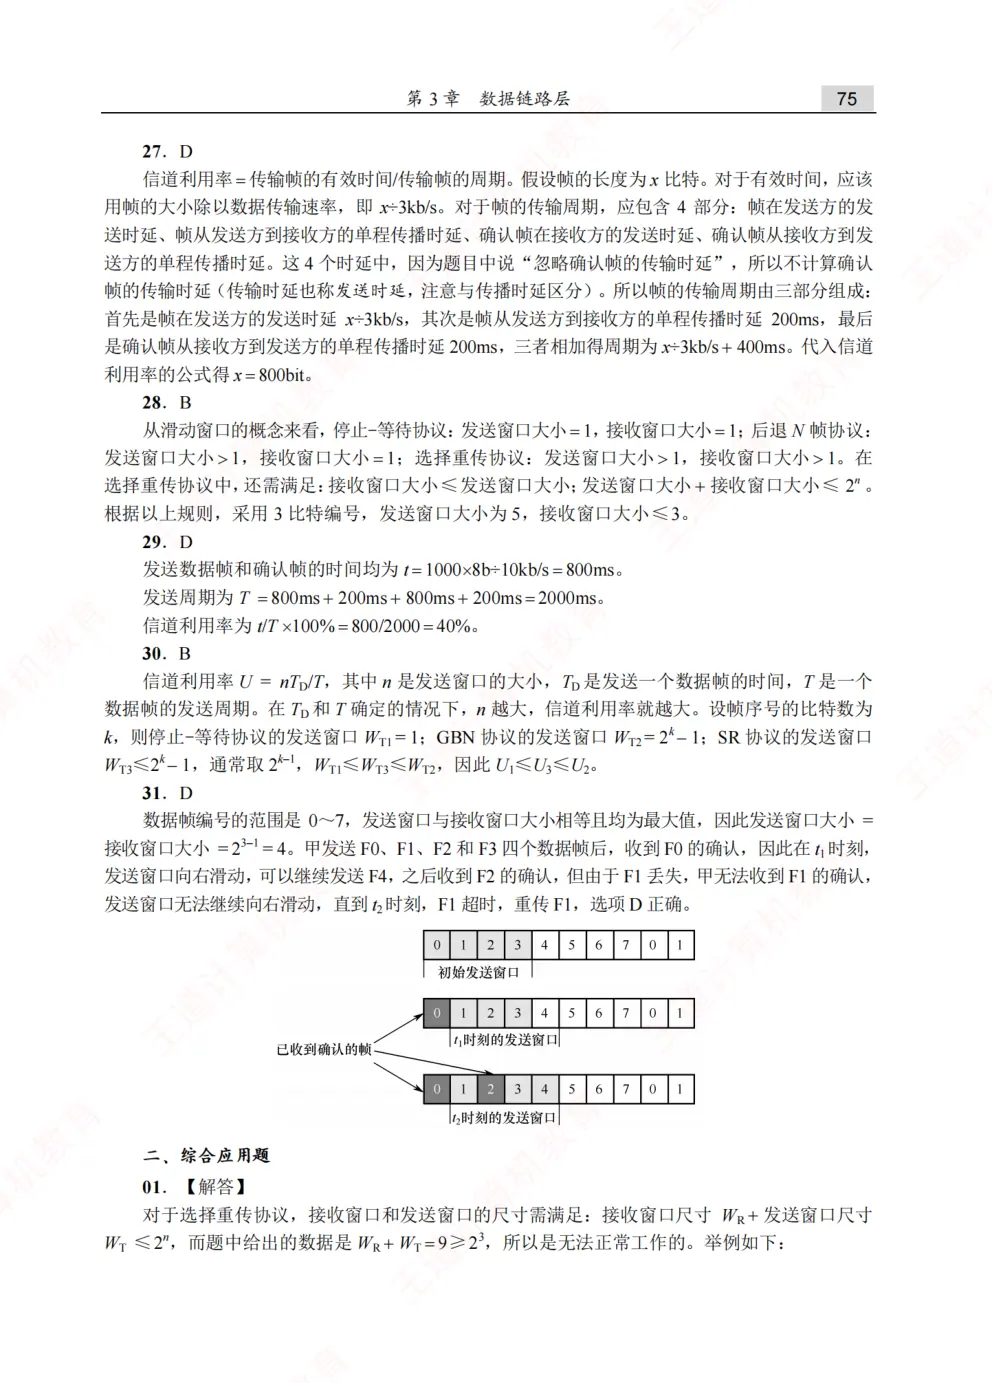 第 3 章　数据链路层　75
27．D
信道利用率 = 传输帧的有效时间/传输帧的周期。假设帧的长度为 x 比特。对于有效时间，应该
用帧的大小除以数据传输速率，即 x÷3kb/s。对于帧的传输周期，应包含 4 部分：帧在发送方的发
送时延、帧从发送方到接收方的单程传播时延、确认帧在接收方的发送时延、确认帧从接收方到发
送方的单程传播时延。这 4 个时延中，因为题目中说“忽略确认帧的传输时延”，所以不计算确认
帧的传输时延（传输时延也称发送时延，注意与传播时延区分）。所以帧的传输周期由三部分组成：
首先是帧在发送方的发送时延 x÷3kb/s，其次是帧从发送方到接收方的单程传播时延 200ms，最后
是确认帧从接收方到发送方的单程传播时延 200ms，三者相加得周期为 x÷3kb/s + 400ms。代入信道
利用率的公式得 x = 800bit。
28．B
从滑动窗口的概念来看，停止-等待协议：发送窗口大小 = 1，接收窗口大小 = 1；后退 N 帧协议：
发送窗口大小 > 1，接收窗口大小 = 1；选择重传协议：发送窗口大小 > 1，接收窗口大小 > 1。在
选择重传协议中，还需满足：接收窗口大小≤发送窗口大小；发送窗口大小 + 接收窗口大小≤ 2ⁿ 。
根据以上规则，采用 3 比特编号，发送窗口大小为 5，接收窗口大小≤3。
29．D
发送数据帧和确认帧的时间均为 t = 1000×8b÷10kb/s = 800ms。
发送周期为 T = 800ms + 200ms + 800ms + 200ms = 2000ms。
信道利用率为 t/T ×100% = 800/2000 = 40%。
30．B
信道利用率 U = nT_D/T，其中 n 是发送窗口的大小，T_D 是发送一个数据帧的时间，T 是一个
数据帧的发送周期。在 T_D 和 T 确定的情况下，n 越大，信道利用率就越大。设帧序号的比特数为
k，则停止-等待协议的发送窗口 W_T1 = 1；GBN 协议的发送窗口 W_T2 = 2^k – 1；SR 协议的发送窗口
W_T3≤2^k – 1，通常取 2^(k–1)，W_T1≤W_T3≤W_T2，因此 U₁≤U₃≤U₂。
31．D
数据帧编号的范围是 0～7，发送窗口与接收窗口大小相等且均为最大值，因此发送窗口大小 =
接收窗口大小 = 2^(3–1) = 4。甲发送 F0、F1、F2 和 F3 四个数据帧后，收到 F0 的确认，因此在 t₁ 时刻，
发送窗口向右滑动，可以继续发送 F4，之后收到 F2 的确认，但由于 F1 丢失，甲无法收到 F1 的确认，
发送窗口无法继续向右滑动，直到 t₂ 时刻，F1 超时，重传 F1，选项 D 正确。
0 1 2 3 4 5 6 7 0 1
初始发送窗口
0 1 2 3 4 5 6 7 0 1
t₁时刻的发送窗口
已收到确认的帧
0 1 2 3 4 5 6 7 0 1
t₂时刻的发送窗口
二、综合应用题
01．【解答】
对于选择重传协议，接收窗口和发送窗口的尺寸需满足：接收窗口尺寸 W_R + 发送窗口尺寸
W_T ≤2ⁿ，而题中给出的数据是 W_R + W_T = 9≥2³，所以是无法正常工作的。举例如下：